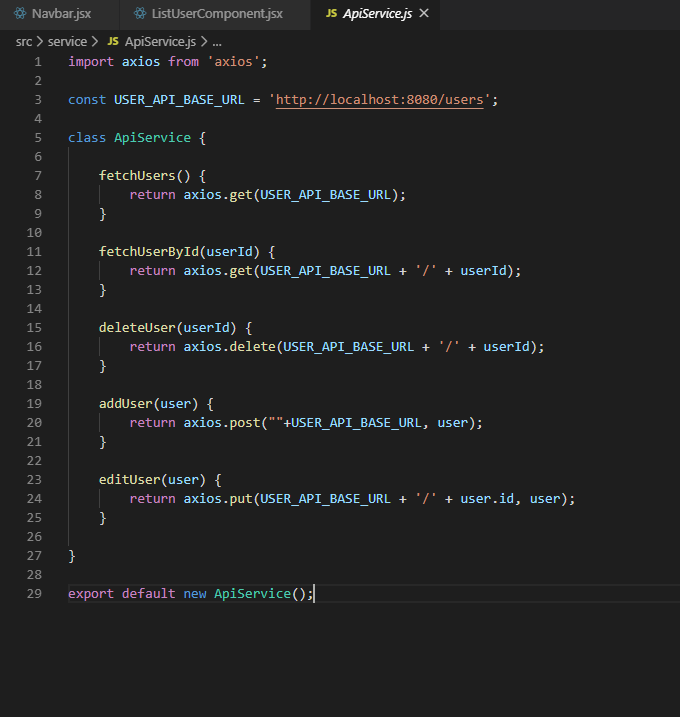 Navbar.jsx ListUserComponent.jsx JS ApiService.js
src > service > JS ApiService.js > ...
1 import axios from 'axios';
2
3 const USER_API_BASE_URL = 'http://localhost:8080/users';
4
5 class ApiService {
6
7     fetchUsers() {
8         return axios.get(USER_API_BASE_URL);
9     }
10
11     fetchUserById(userId) {
12         return axios.get(USER_API_BASE_URL + '/' + userId);
13     }
14
15     deleteUser(userId) {
16         return axios.delete(USER_API_BASE_URL + '/' + userId);
17     }
18
19     addUser(user) {
20         return axios.post(""+USER_API_BASE_URL, user);
21     }
22
23     editUser(user) {
24         return axios.put(USER_API_BASE_URL + '/' + user.id, user);
25     }
26
27 }
28
29 export default new ApiService();